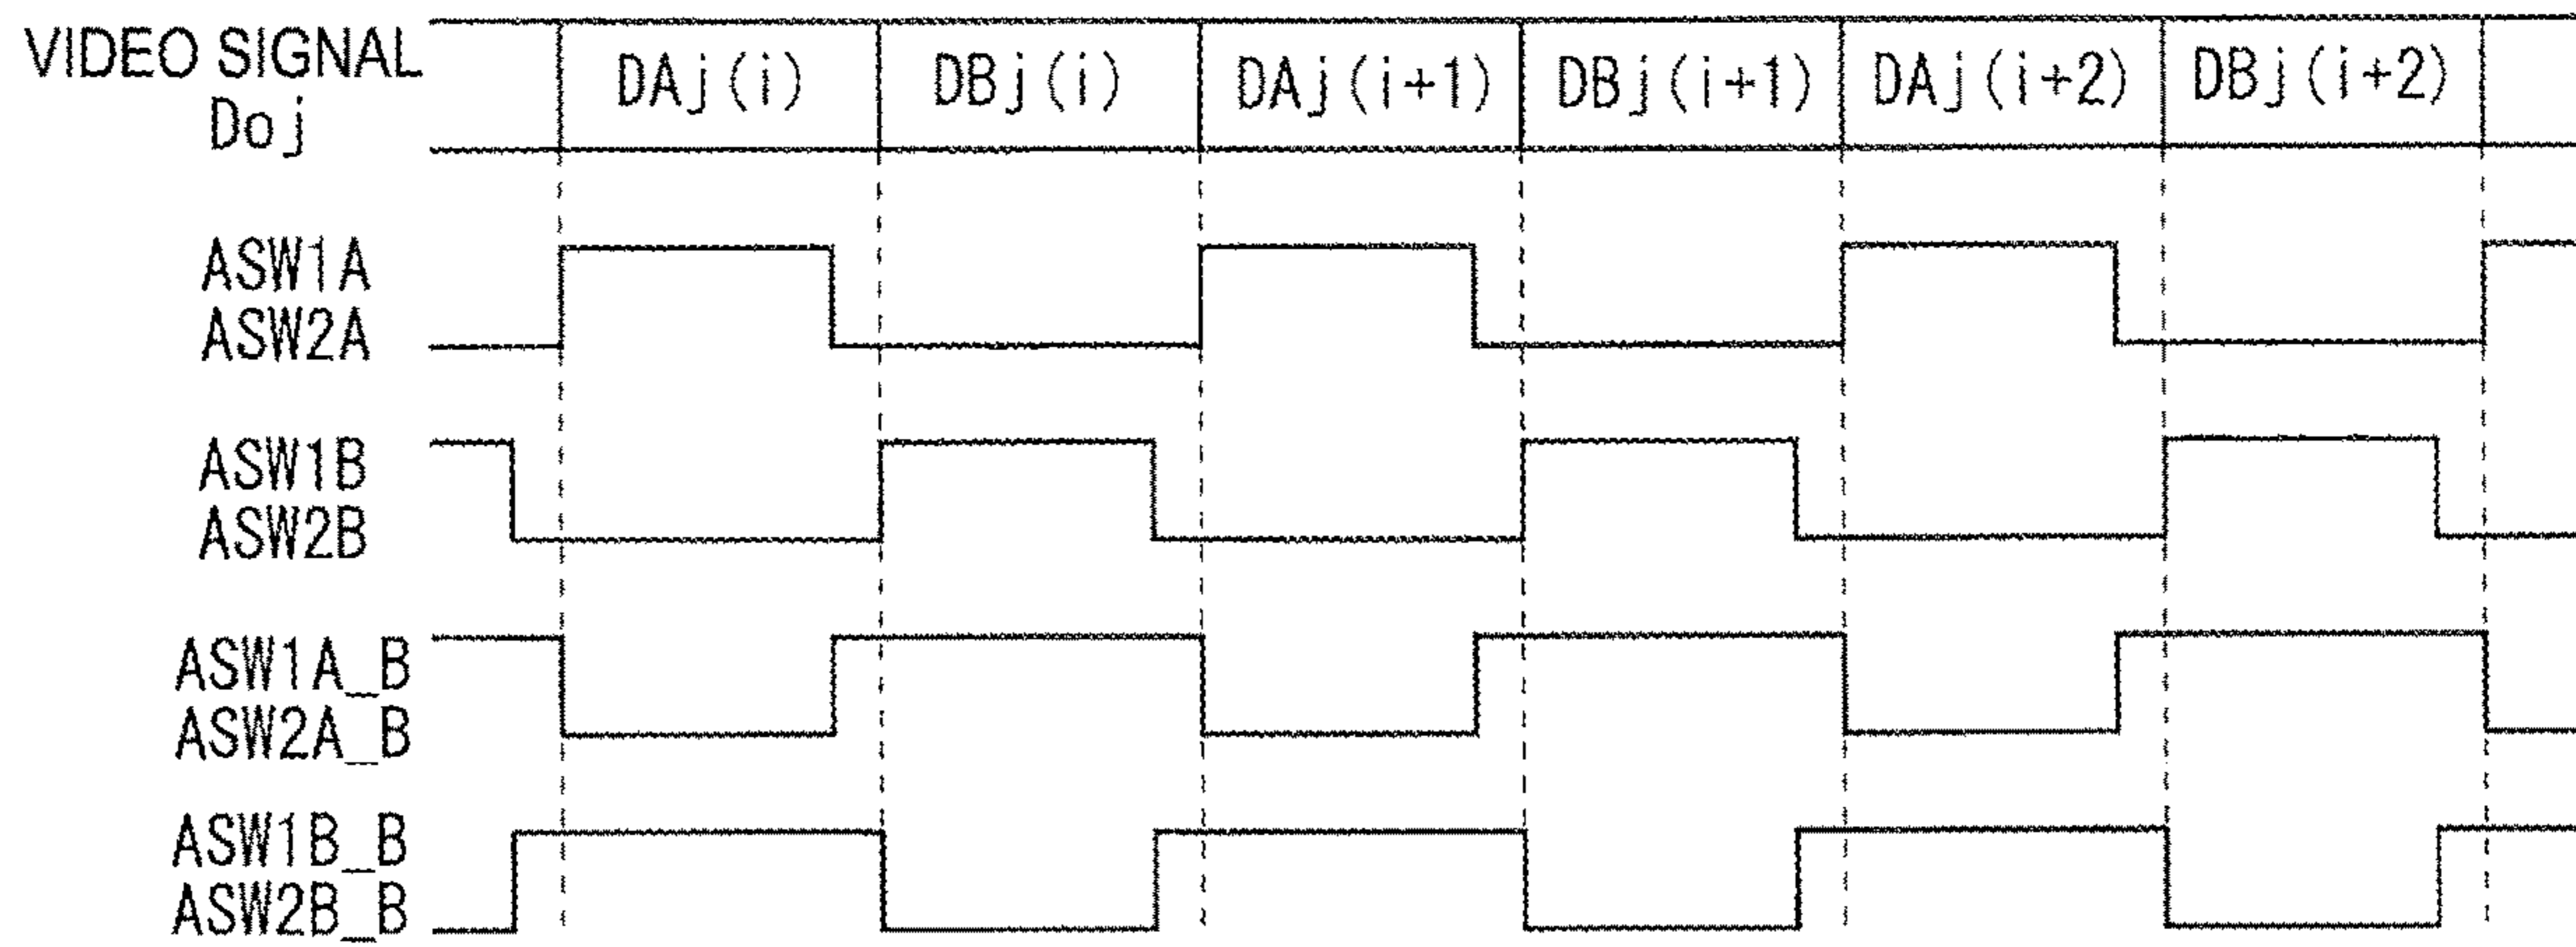 VIDEO SIGNAL
Doj
DAj(i) DBj(i) DAj(i+1) DBj(i+1) DAj(i+2) DBj(i+2)
ASW1A
ASW2A
ASW1B
ASW2B
ASW1A_B
ASW2A_B
ASW1B_B
ASW2B_B